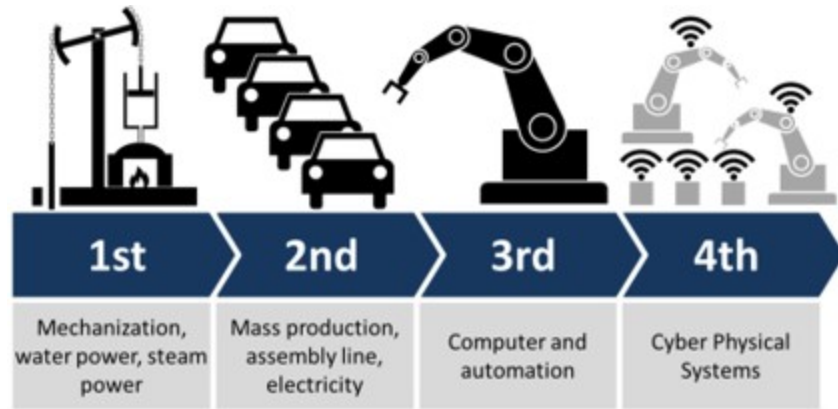 1st
2nd
3rd
4th
Mechanization,
water power, steam
power
Mass production,
assembly line,
electricity
Computer and
automation
Cyber Physical
Systems